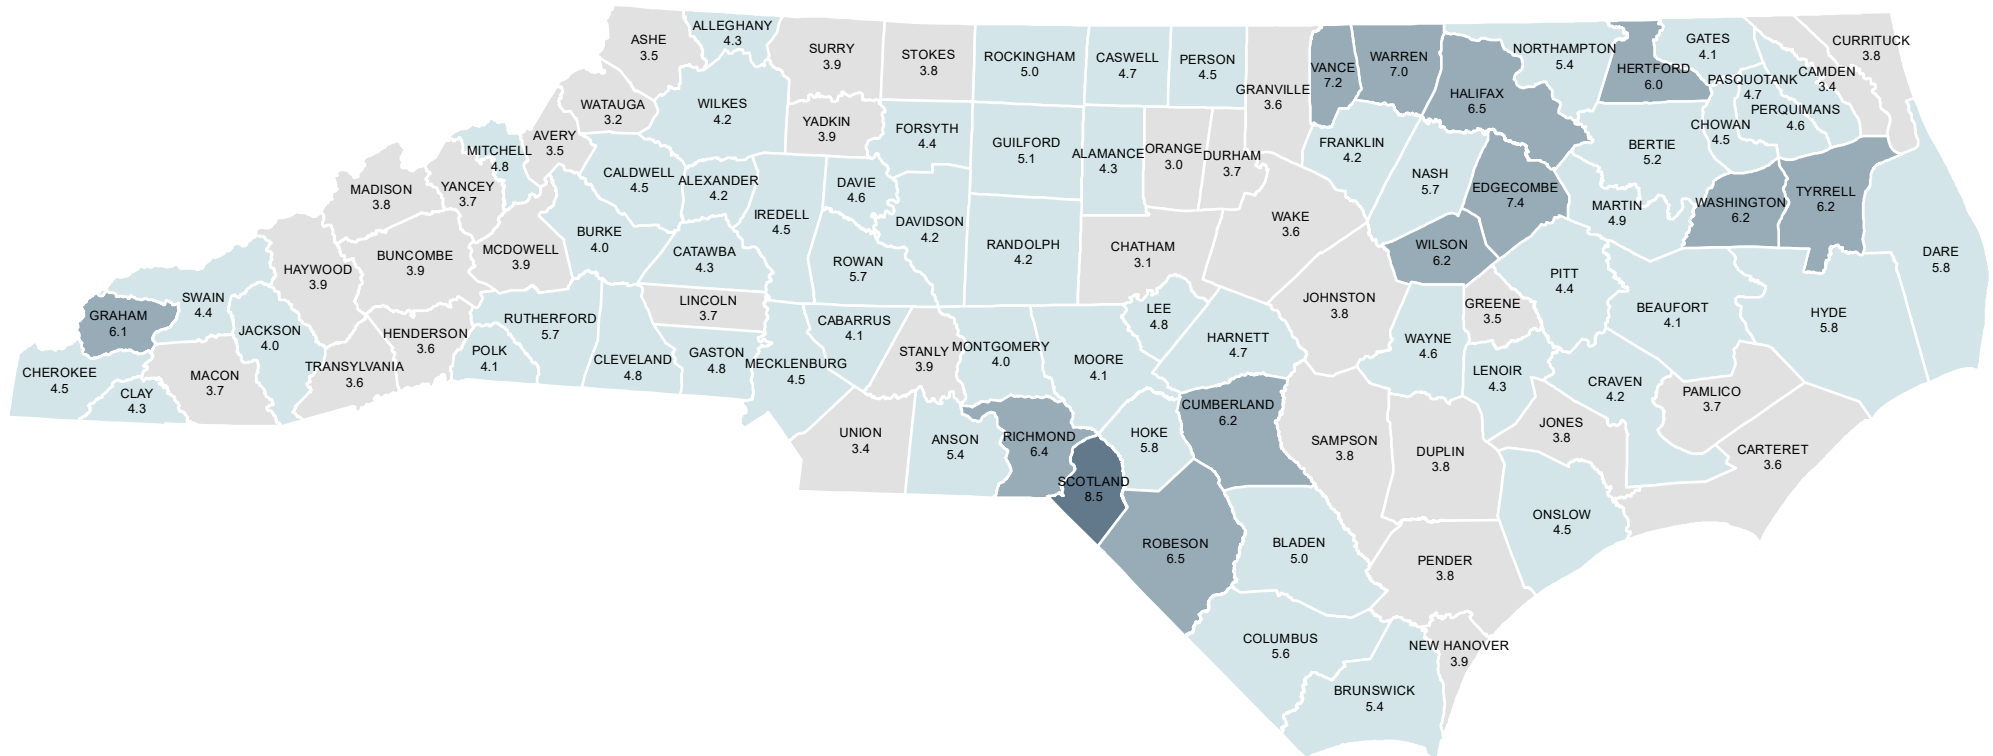 ALLEGHANY
4.3
ASHE
3.5
SURRY
3.9
STOKES
3.8
ROCKINGHAM
5.0
CASWELL
4.7
PERSON
4.5
GRANVILLE
3.6
VANCE
7.2
WARREN
7.0
HALIFAX
6.5
NORTHAMPTON
5.4
HERTFORD
6.0
GATES
4.1
PASQUOTANK
4.7
CAMDEN
3.4
CURRITUCK
3.8
PERQUIMANS
4.6
CHOWAN
4.5
WATAUGA
3.2
WILKES
4.2
YADKIN
3.9
FORSYTH
4.4
GUILFORD
5.1
ALAMANCE
4.3
ORANGE
3.0
DURHAM
3.7
FRANKLIN
4.2
NASH
5.7
EDGECOMBE
7.4
BERTIE
5.2
MARTIN
4.9
WASHINGTON
6.2
TYRRELL
6.2
DARE
5.8
AVERY
3.5
MITCHELL
4.8
YANCEY
3.7
MADISON
3.8
CALDWELL
4.5
ALEXANDER
4.2
IREDELL
4.5
DAVIE
4.6
DAVIDSON
4.2
RANDOLPH
4.2
CHATHAM
3.1
WAKE
3.6
WILSON
6.2
PITT
4.4
BEAUFORT
4.1
HYDE
5.8
HAYWOOD
3.9
BUNCOMBE
3.9
MCDOWELL
3.9
BURKE
4.0
CATAWBA
4.3
ROWAN
5.7
LINCOLN
3.7
GRAHAM
6.1
SWAIN
4.4
JACKSON
4.0
HENDERSON
3.6
TRANSYLVANIA
3.6
POLK
4.1
RUTHERFORD
5.7
CLEVELAND
4.8
GASTON
4.8
MECKLENBURG
4.5
CABARRUS
4.1
STANLY
3.9
MONTGOMERY
4.0
MOORE
4.1
LEE
4.8
HARNETT
4.7
JOHNSTON
3.8
WAYNE
4.6
GREENE
3.5
LENOIR
4.3
CRAVEN
4.2
PAMLICO
3.7
CHEROKEE
4.5
CLAY
4.3
MACON
3.7
UNION
3.4
ANSON
5.4
RICHMOND
6.4
SCOTLAND
8.5
HOKE
5.8
CUMBERLAND
6.2
SAMPSON
3.8
DUPLIN
3.8
JONES
3.8
CARTERET
3.6
ONSLOW
4.5
ROBESON
6.5
BLADEN
5.0
PENDER
3.8
COLUMBUS
5.6
NEW HANOVER
3.9
BRUNSWICK
5.4